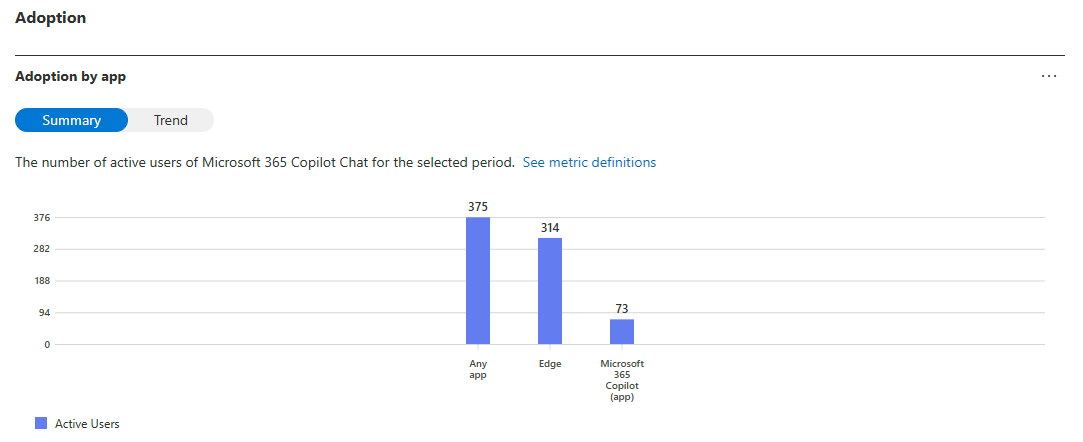 Adoption
Adoption by app
...
Summary Trend
The number of active users of Microsoft 365 Copilot Chat for the selected period. See metric definitions
376
282
188
94
0
375
314
73
Any
app
Edge
Microsoft
365
Copilot
(app)
Active Users